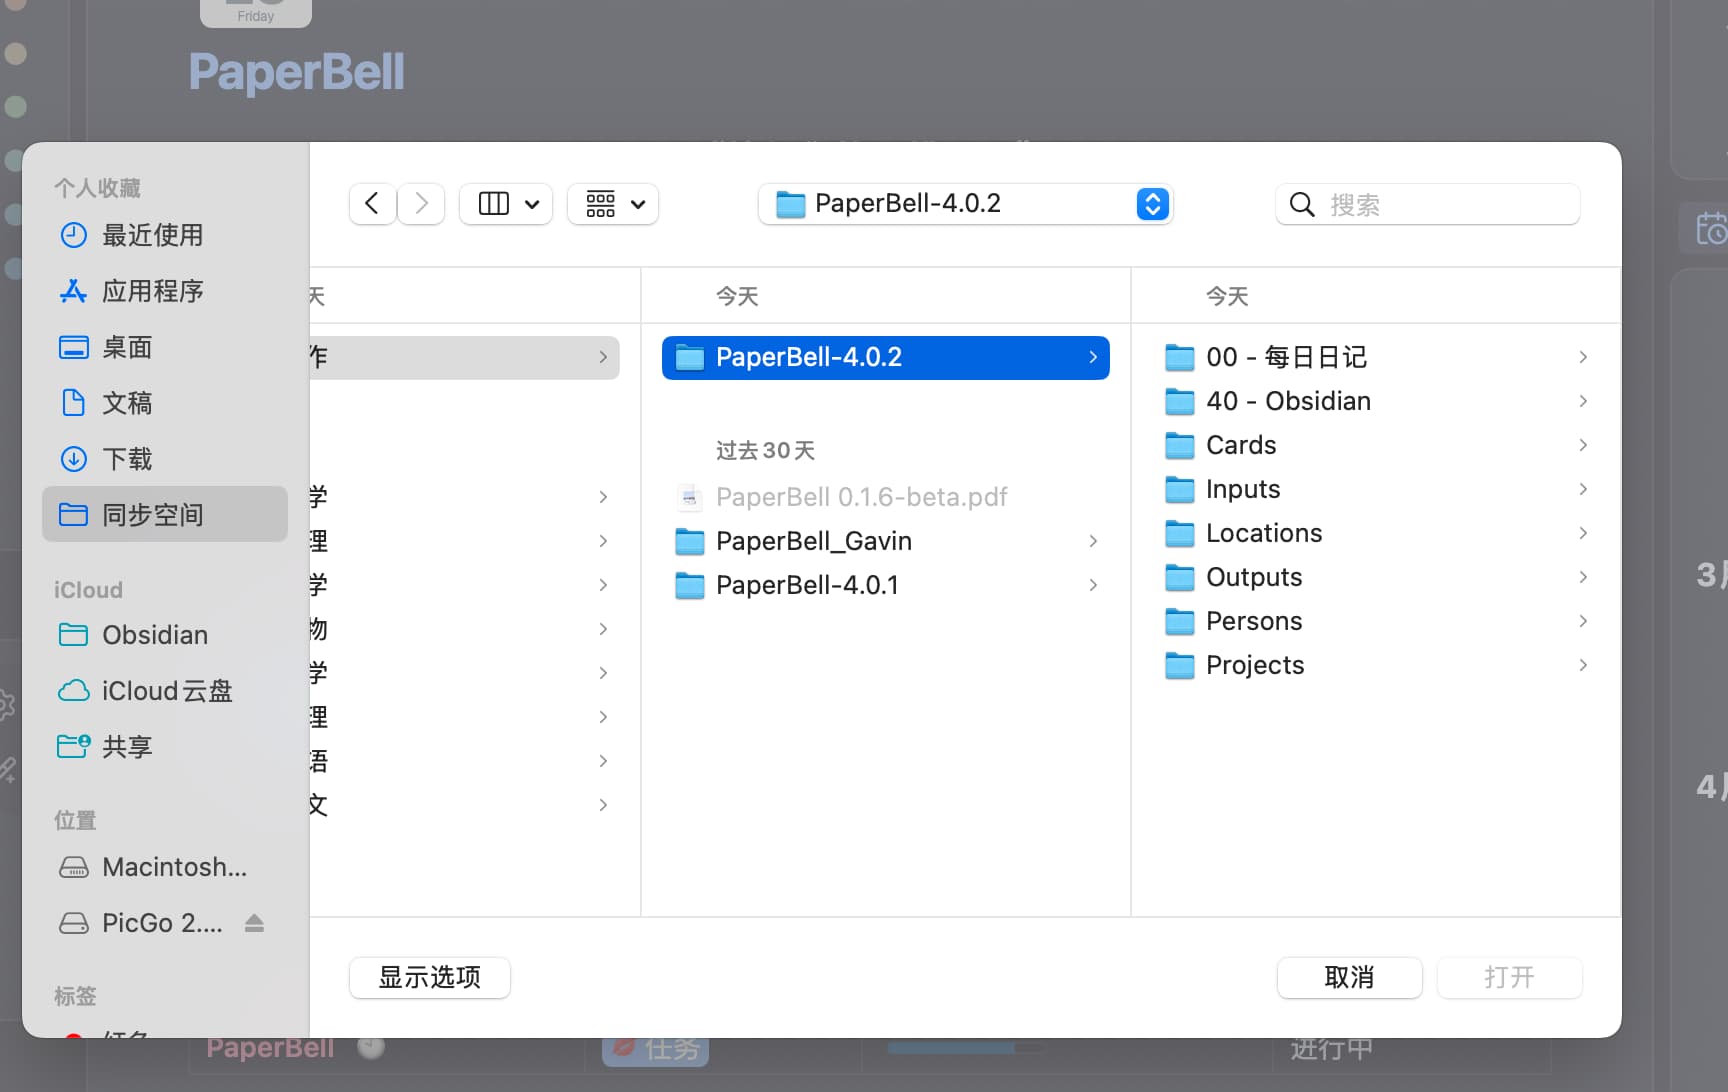 Friday
PaperBell
个人收藏
最近使用
应用程序
桌面
文稿
下载
同步空间
iCloud
Obsidian
iCloud云盘
共享
位置
Macintosh...
PicGo 2....
标签
红色
PaperBell-4.0.2
搜索
天
作
学
理
学
物
学
理
语
文
今天
PaperBell-4.0.2
过去30天
PaperBell 0.1.6-beta.pdf
PaperBell_Gavin
PaperBell-4.0.1
今天
00 - 每日日记
40 - Obsidian
Cards
Inputs
Locations
Outputs
Persons
Projects
显示选项
取消
打开
3月
4月
PaperBell
任务
进行中